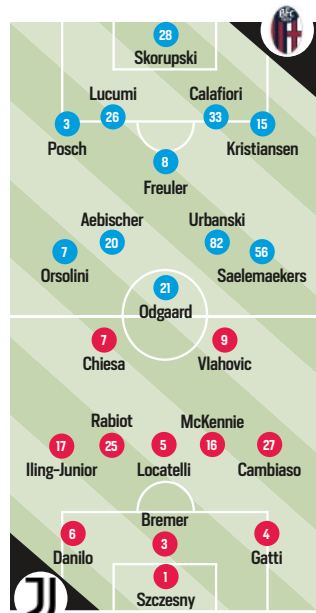 BFC
28
Skorupski
Lucumi Calafiori
3 26 33 15
Posch Kristiansen
8
Freuler
Aebischer Urbanski
7 20 82 56
Orsolini Saelemaekers
21
Odgaard
7 9
Chiesa Vlahovic
Rabiot McKennie
17 25 5 16 27
Iling-Junior Locatelli Cambiaso
Bremer
6 3 4
Danilo Gatti
1
Szczesny